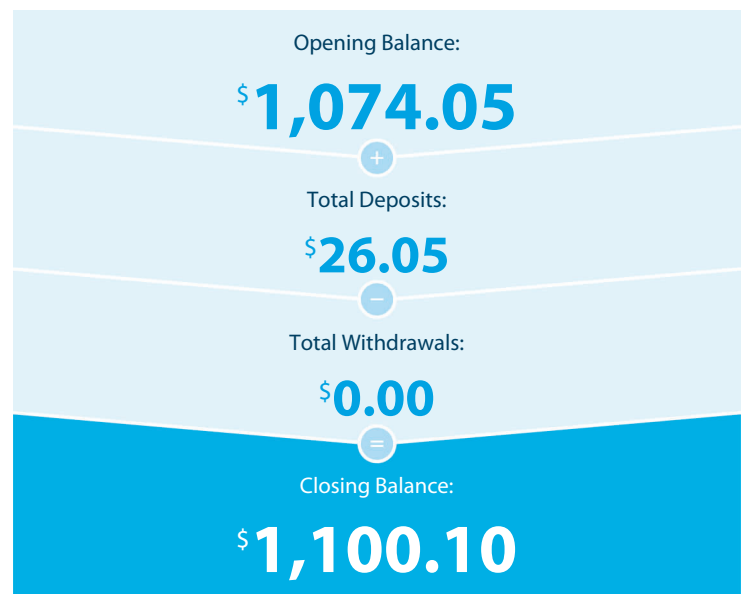 Opening Balance:
$1,074.05
+
Total Deposits:
$26.05
−
Total Withdrawals:
$0.00
=
Closing Balance:
$1,100.10